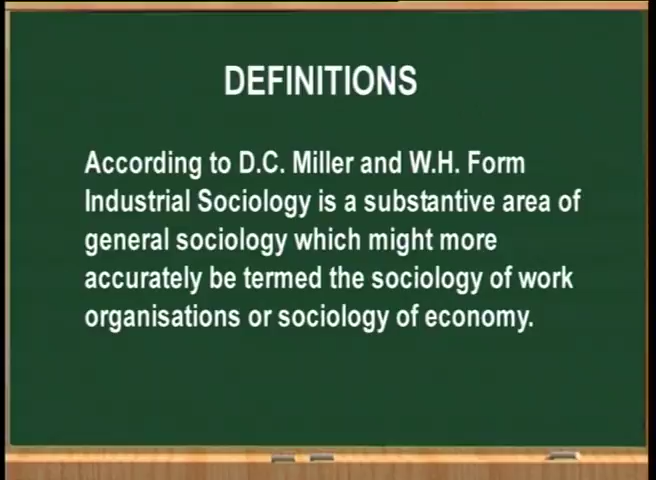 DEFINITIONS
According to D.C. Miller and W.H. Form
Industrial Sociology is a substantive area of
general sociology which might more
accurately be termed the sociology of work
organisations or sociology of economy.